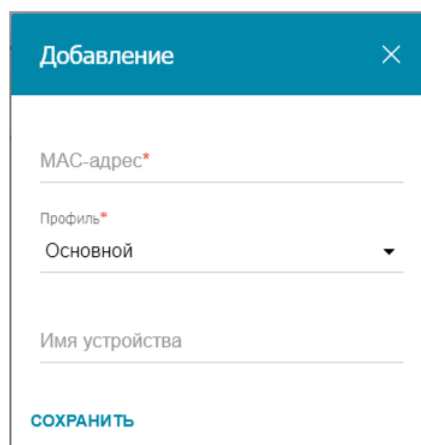 Добавление
MAC-адрес*
Профиль*
Основной
Имя устройства
СОХРАНИТЬ